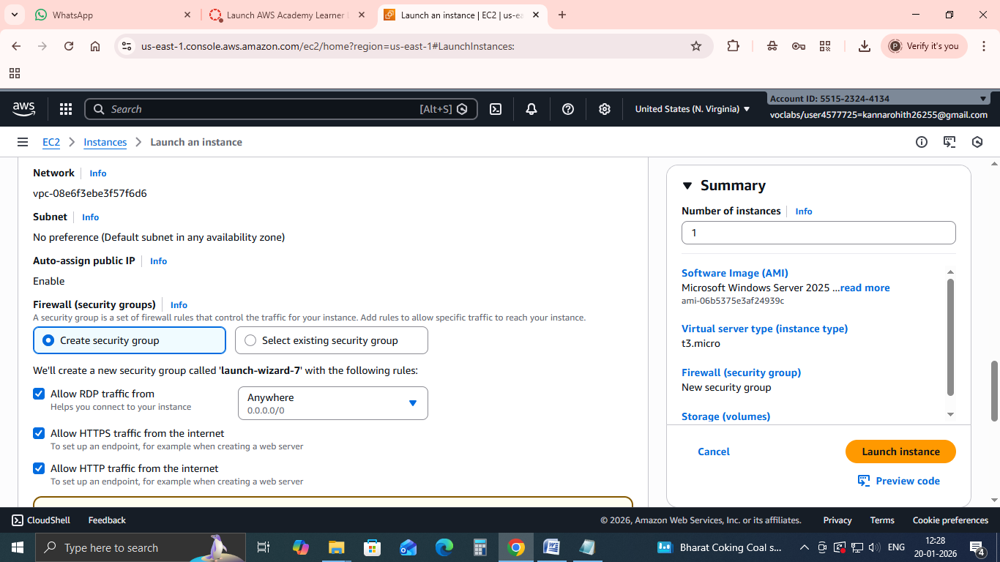 WhatsApp
Launch AWS Academy Learner L
Launch an instance | EC2 | us-ea
us-east-1.console.aws.amazon.com/ec2/home?region=us-east-1#LaunchInstances:
Verify it's you
aws
Search
[Alt+S]
United States (N. Virginia)
Account ID: 5515-2324-4134
voclabs/user4577725=kannarohith26255@gmail.com
EC2
Instances
Launch an instance
Network
Info
vpc-08e6f3ebe3f57f6d6
Subnet
Info
No preference (Default subnet in any availability zone)
Auto-assign public IP
Info
Enable
Firewall (security groups)
Info
A security group is a set of firewall rules that control the traffic for your instance. Add rules to allow specific traffic to reach your instance.
Create security group
Select existing security group
We'll create a new security group called 'launch-wizard-7' with the following rules:
Allow RDP traffic from
Helps you connect to your instance
Anywhere
0.0.0.0/0
Allow HTTPS traffic from the internet
To set up an endpoint, for example when creating a web server
Allow HTTP traffic from the internet
To set up an endpoint, for example when creating a web server
Summary
Number of instances
Info
1
Software Image (AMI)
Microsoft Windows Server 2025 ...read more
ami-06b5375e3af24939c
Virtual server type (instance type)
t3.micro
Firewall (security group)
New security group
Storage (volumes)
Cancel
Launch instance
Preview code
CloudShell
Feedback
© 2026, Amazon Web Services, Inc. or its affiliates.
Privacy
Terms
Cookie preferences
Type here to search
Bharat Coking Coal s...
ENG
12:28
20-01-2026
4